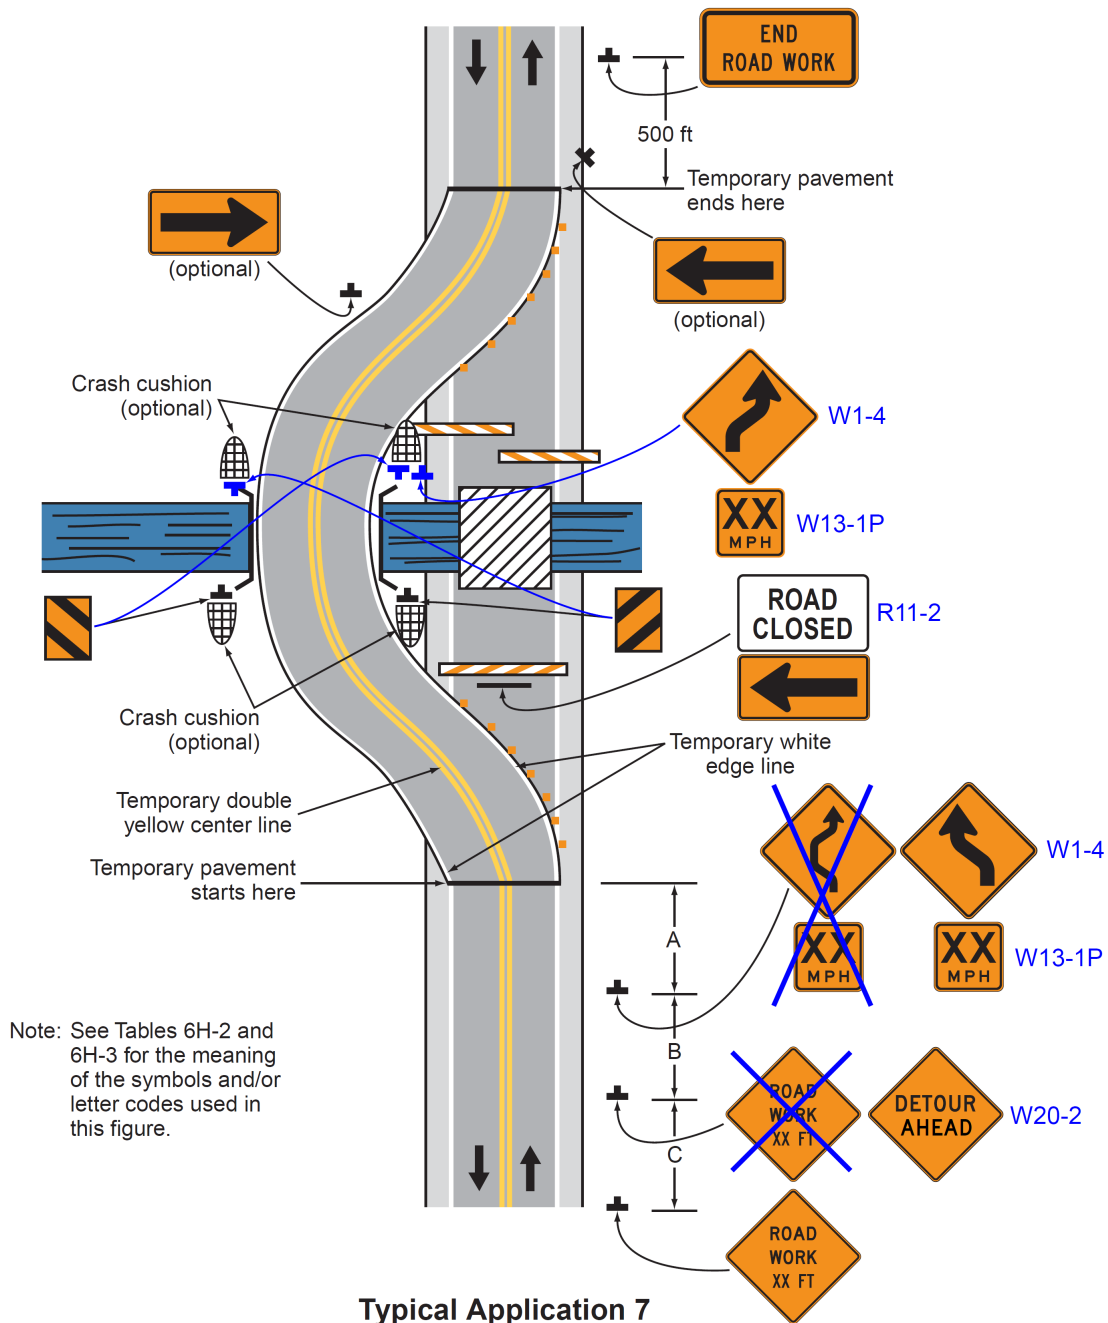 END
ROAD WORK
500 ft
Temporary pavement
ends here
(optional)
(optional)
Crash cushion
(optional)
W1-4
XX
MPH
W13-1P
ROAD
CLOSED
R11-2
Crash cushion
(optional)
Temporary white
edge line
Temporary double
yellow center line
Temporary pavement
starts here
W1-4
A
XX
MPH
XX
MPH
W13-1P
Note: See Tables 6H-2 and
6H-3 for the meaning
of the symbols and/or
letter codes used in
this figure.
B
ROAD
WORK
XX FT
DETOUR
AHEAD
W20-2
C
ROAD
WORK
XX FT
Typical Application 7